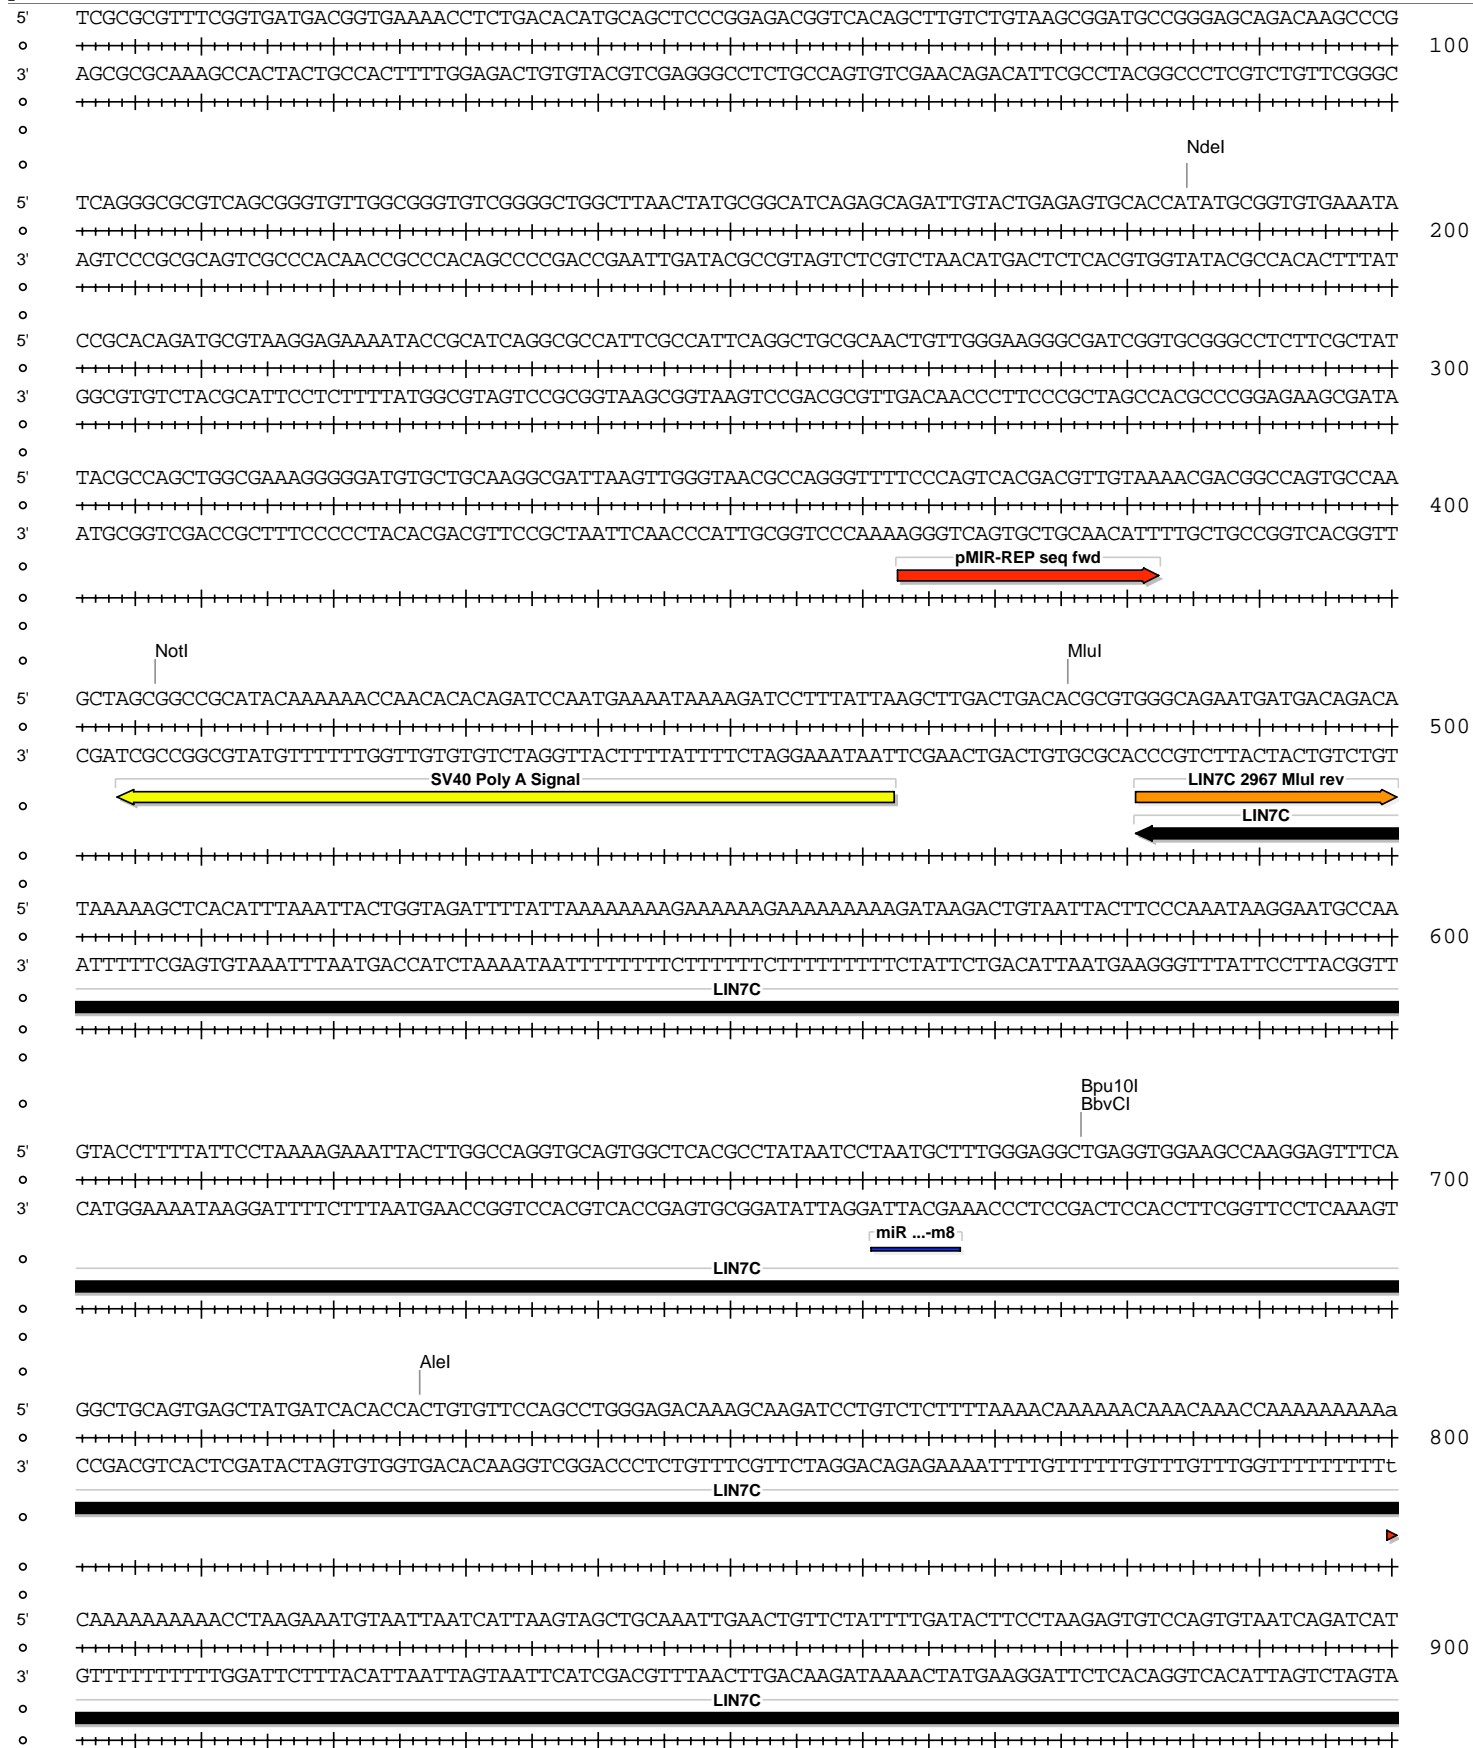 5' TCGCGCGTTTCGGTGATGACGGTGAAAACCTCTGACACATGCAGCTCCCGGAGACGGTCACAGCTTGTCTGTAAGCGGATGCCGGGAGCAGACAAGCCCG
100
3' AGCGCGCAAAGCCACTACTGCCACTTTTGGAGACTGTGTACGTCGAGGGCCTCTGCCAGTGTCGAACAGACATTCGCCTACGGCCCTCGTCTGTTCGGGC
NdeI
5' TCAGGGCGCGTCAGCGGGTGTTGGCGGGTGTCGGGGCTGGCTTAACTATGCGGCATCAGAGCAGATTGTACTGAGAGTGCACCATATGCGGTGTGAAATA
200
3' AGTCCCGCGCAGTCGCCCACAACCGCCCACAGCCCCGACCGAATTGATACGCCGTAGTCTCGTCTAACATGACTCTCACGTGGTATACGCCACACTTTAT
5' CCGCACAGATGCGTAAGGAGAAAATACCGCATCAGGCGCCATTCGCCATTCAGGCTGCGCAACTGTTGGGAAGGGCGATCGGTGCGGGCCTCTTCGCTAT
300
3' GGCGTGTCTACGCATTCCTCTTTTATGGCGTAGTCCGCGGTAAGCGGTAAGTCCGACGCGTTGACAACCCTTCCCGCTAGCCACGCCCGGAGAAGCGATA
5' TACGCCAGCTGGCGAAAGGGGGATGTGCTGCAAGGCGATTAAGTTGGGTAACGCCAGGGTTTTCCCAGTCACGACGTTGTAAAACGACGGCCAGTGCCAA
400
3' ATGCGGTCGACCGCTTTCCCCCTACACGACGTTCCGCTAATTCAACCCATTGCGGTCCCAAAAGGGTCAGTGCTGCAACATTTTGCTGCCGGTCACGGTT
pMIR-REP seq fwd
NotI MluI
5' GCTAGCGGCCGCATACAAAAAACCAACACACAGATCCAATGAAAATAAAAGATCCTTTATTAAGCTTGACTGACACGCGTGGGCAGAATGATGACAGACA
500
3' CGATCGCCGGCGTATGTTTTTTGGTTGTGTGTCTAGGTTACTTTTATTTTCTAGGAAATAATTCGAACTGACTGTGCGCACCCGTCTTACTACTGTCTGT
SV40 Poly A Signal LIN7C 2967 MluI rev
LIN7C
5' TAAAAAGCTCACATTTAAATTACTGGTAGATTTTATTAAAAAAAAGAAAAAAGAAAAAAAAAGATAAGACTGTAATTACTTCCCAAATAAGGAATGCCAA
600
3' ATTTTTCGAGTGTAAATTTAATGACCATCTAAAATAATTTTTTTTCTTTTTTCTTTTTTTTTCTATTCTGACATTAATGAAGGGTTTATTCCTTACGGTT
LIN7C
Bpu10I
BbvCI
5' GTACCTTTTATTCCTAAAAGAAATTACTTGGCCAGGTGCAGTGGCTCACGCCTATAATCCTAATGCTTTGGGAGGCTGAGGTGGAAGCCAAGGAGTTTCA
700
3' CATGGAAAATAAGGATTTTCTTTAATGAACCGGTCCACGTCACCGAGTGCGGATATTAGGATTACGAAACCCTCCGACTCCACCTTCGGTTCCTCAAAGT
miR ...-m8
LIN7C
AleI
5' GGCTGCAGTGAGCTATGATCACACCACTGTGTTCCAGCCTGGGAGACAAAGCAAGATCCTGTCTCTTTTAAAACAAAAAACAAACAAACCAAAAAAAAAa
800
3' CCGACGTCACTCGATACTAGTGTGGTGACACAAGGTCGGACCCTCTGTTTCGTTCTAGGACAGAGAAAATTTTGTTTTTTGTTTGTTTGGTTTTTTTTTt
LIN7C
5' CAAAAAAAAAACCTAAGAAATGTAATTAATCATTAAGTAGCTGCAAATTGAACTGTTCTATTTTGATACTTCCTAAGAGTGTCCAGTGTAATCAGATCAT
900
3' GTTTTTTTTTTGGATTCTTTACATTAATTAGTAATTCATCGACGTTTAACTTGACAAGATAAAACTATGAAGGATTCTCACAGGTCACATTAGTCTAGTA
LIN7C